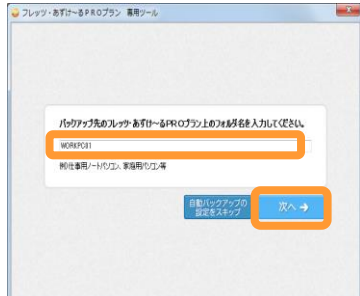 フレッツ・あずけ～るPROプラン 専用ツール
バックアップ先のフレッツ・あずけ～るPROプラン上のフォルダ名を入力してください。
WORKPC01
例)仕事用ノートパソコン、家庭用パソコン等
自動バックアップの
設定をスキップ
次へ →